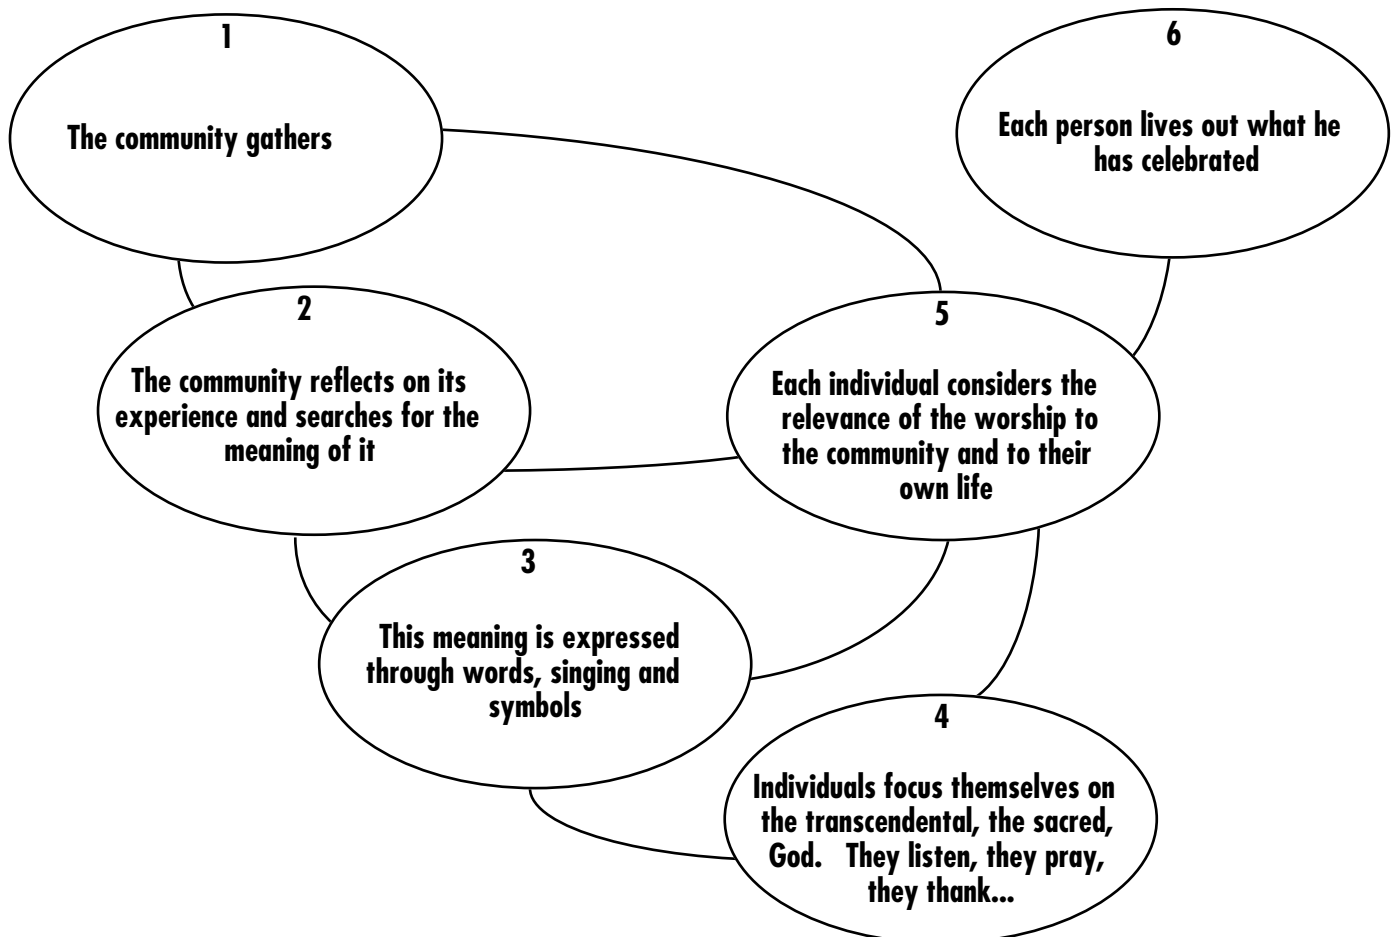 1
The community gathers
2
The community reflects on its
experience and searches for the
meaning of it
3
This meaning is expressed
through words, singing and
symbols
4
Individuals focus themselves on
the transcendental, the sacred,
God. They listen, they pray,
they thank...
5
Each individual considers the
relevance of the worship to
the community and to their
own life
6
Each person lives out what he
has celebrated